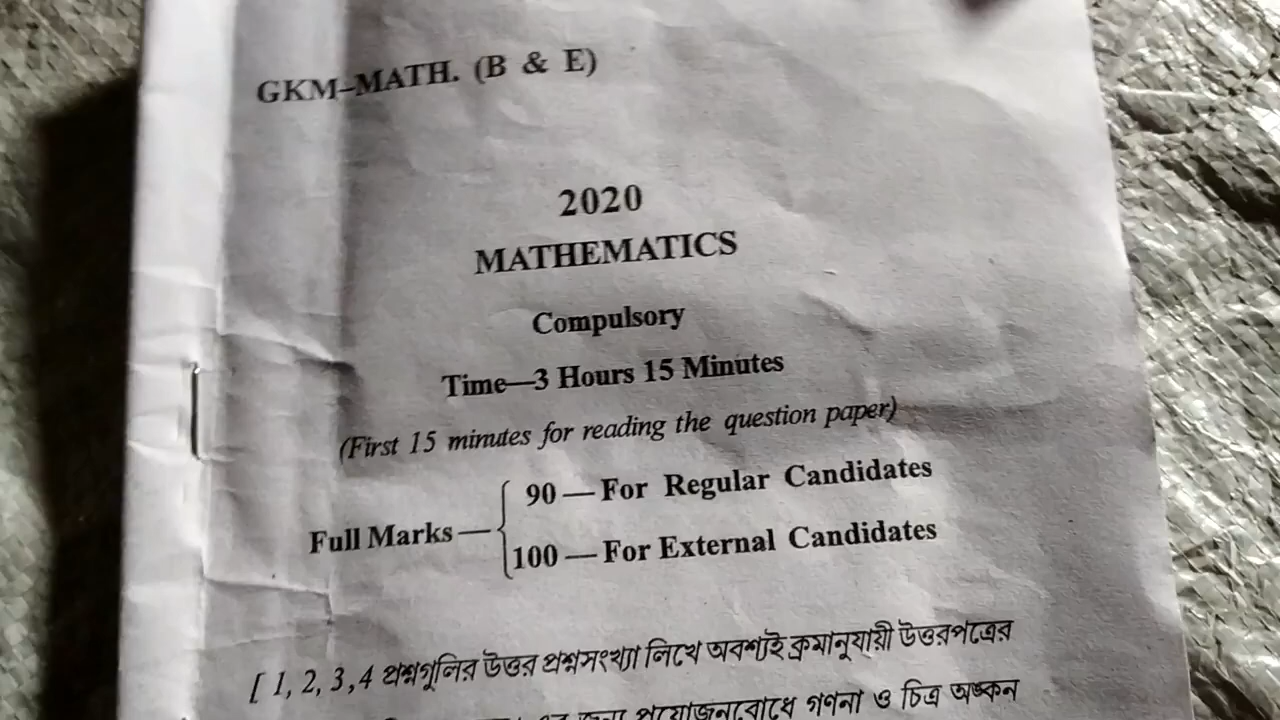 GKM–MATH. (B & E)
2020
MATHEMATICS
Compulsory
Time—3 Hours 15 Minutes
(First 15 minutes for reading the question paper)
90 — For Regular Candidates
Full Marks —
100 — For External Candidates
[ 1, 2, 3, 4 প্রশ্নগুলির উত্তর প্রশ্নসংখ্যা লিখে অবশ্যই ক্রমানুযায়ী উত্তরপত্রের
প্রয়োজনবোধে গণনা ও চিত্র অঙ্কন